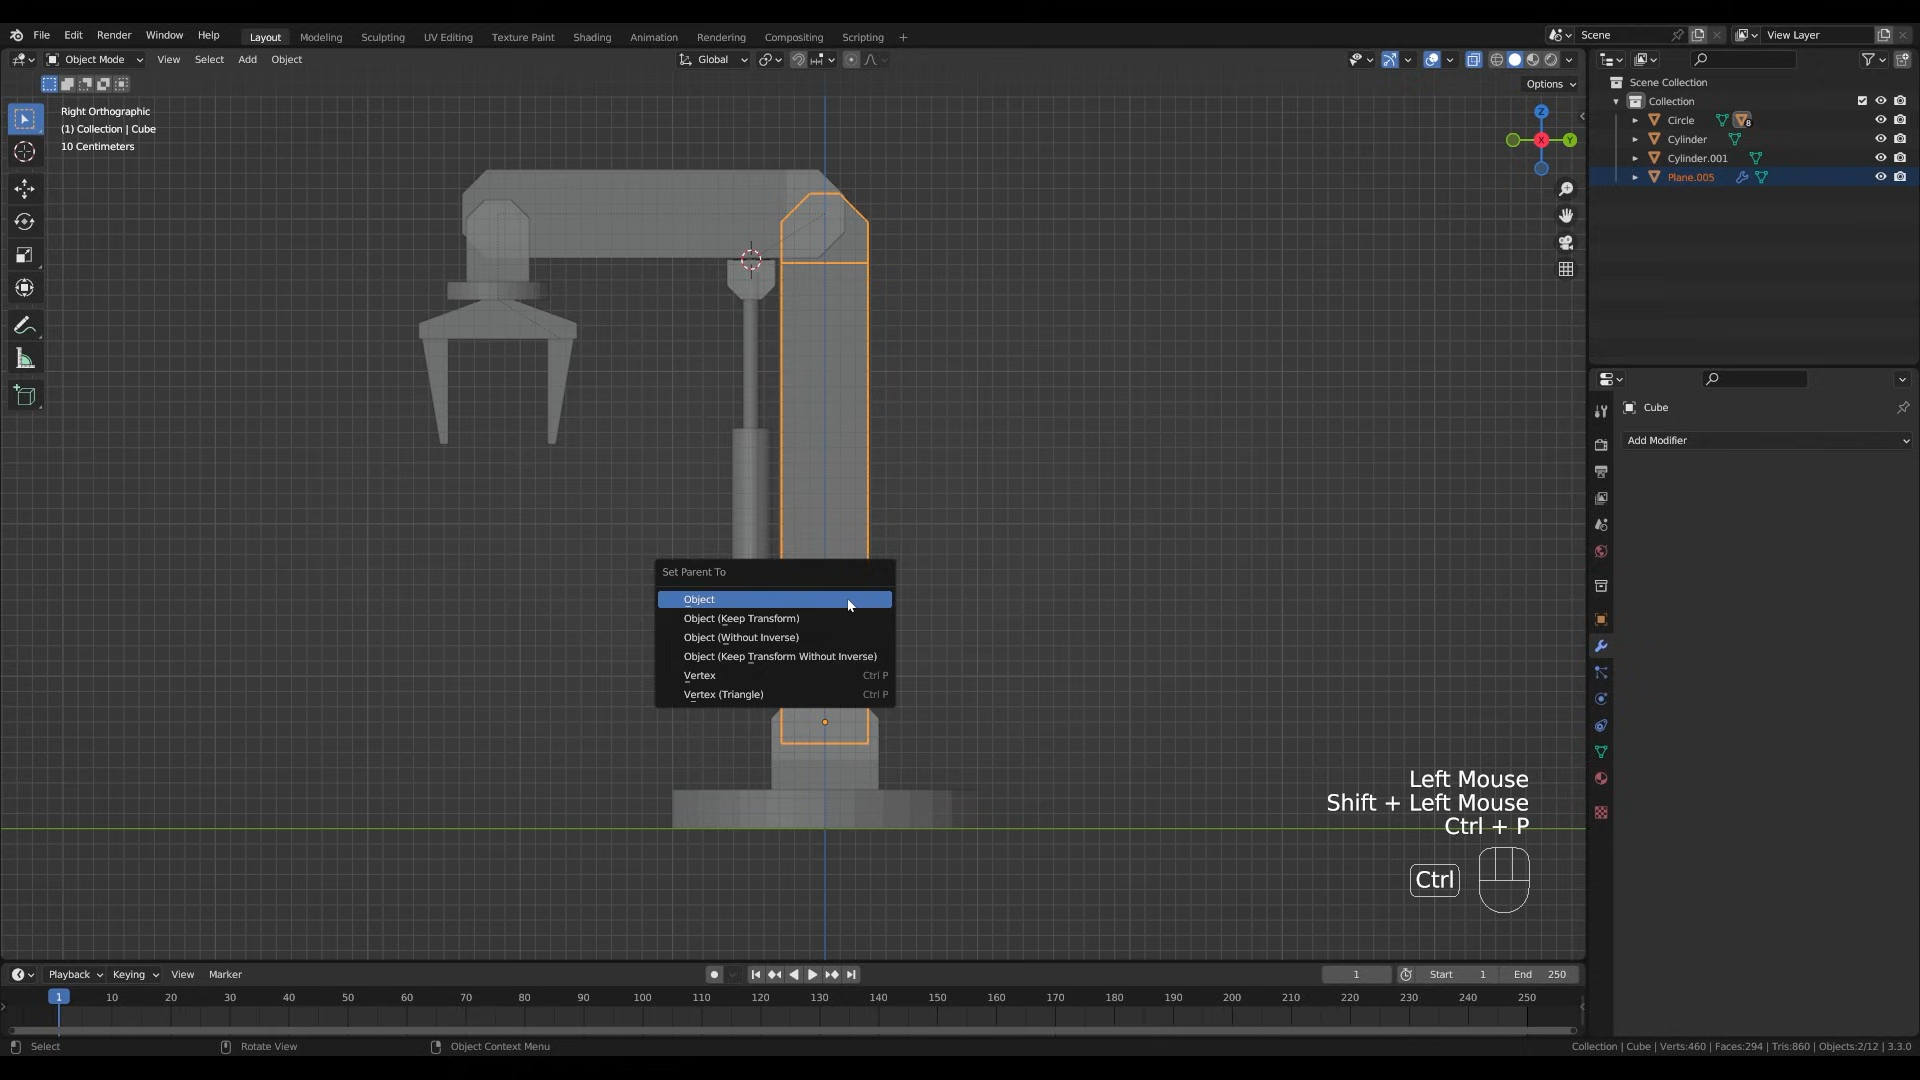 File Edit Render Window Help Layout Modeling Sculpting UV Editing Texture Paint Shading Animation Rendering Compositing Scripting Scene View Layer
Object Mode View Select Add Object Global
Options
Right Orthographic
(1) Collection | Cube
10 Centimeters
Z
X
Y
Scene Collection
Collection
Circle 8
Cylinder
Cylinder.001
Plane.005
Cube
Add Modifier
Set Parent To
Object
Object (Keep Transform)
Object (Without Inverse)
Object (Keep Transform Without Inverse)
Vertex Ctrl P
Vertex (Triangle) Ctrl P
Left Mouse
Shift + Left Mouse
Ctrl + P
Ctrl
Playback Keying View Marker 1 Start 1 End 250
1 10 20 30 40 50 60 70 80 90 100 110 120 130 140 150 160 170 180 190 200 210 220 230 240 250
Select Rotate View Object Context Menu Collection | Cube | Verts:460 | Faces:294 | Tris:860 | Objects:2/12 | 3.3.0